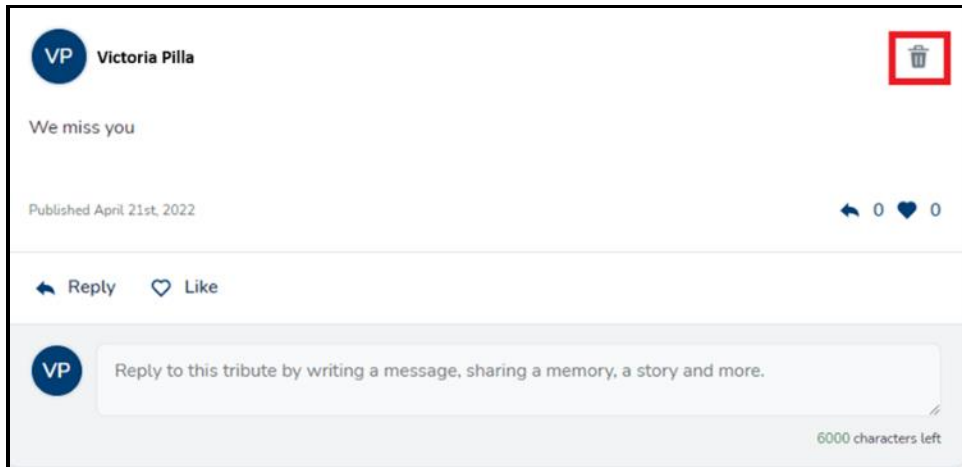 VP Victoria Pilla
We miss you
Published April 21st, 2022 0 0
Reply Like
VP Reply to this tribute by writing a message, sharing a memory, a story and more.
6000 characters left